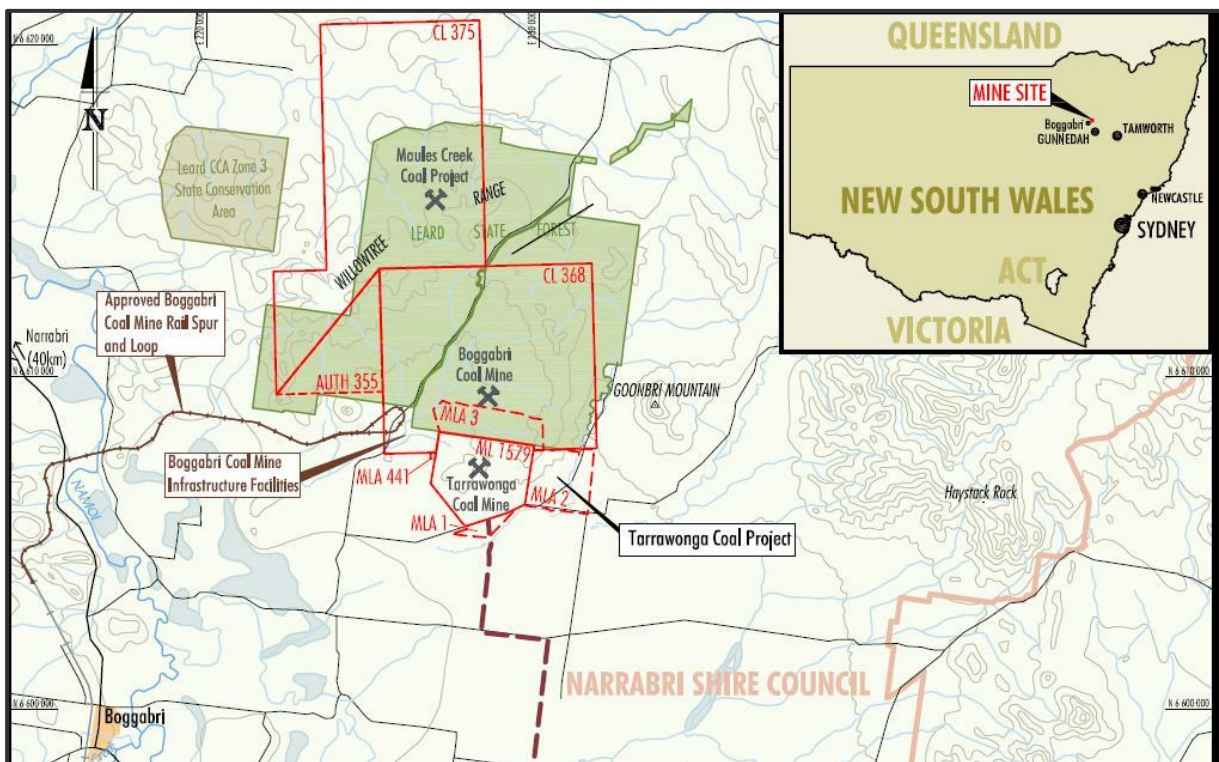 N 6 620 000
E 220 000
E 230 000
CL 375
N
Leard CCA Zone 3
State Conservation
Area
Maules Creek
Coal Project
WILLOWTREE
RANGE
LEARD STATE FOREST
CL 368
Approved Boggabri
Coal Mine Rail Spur
and Loop
Narrabri
(40km)
N 6 610 000
AUTH 355
Boggabri
Coal Mine
GOONBRI MOUNTAIN
N 6 610 000
MLA 3
ML 1579
Boggabri Coal Mine
Infrastructure Facilities
MLA 441
Tarrawonga
Coal Mine
MLA 2
MLA 1
Tarrawonga Coal Project
Haystack Rock
NAMOI
NARRABRI SHIRE COUNCIL
N 6 600 000
N 6 600 000
Boggabri
QUEENSLAND
MINE SITE
Boggabri
GUNNEDAH
TAMWORTH
NEW SOUTH WALES
NEWCASTLE
SYDNEY
ACT
VICTORIA